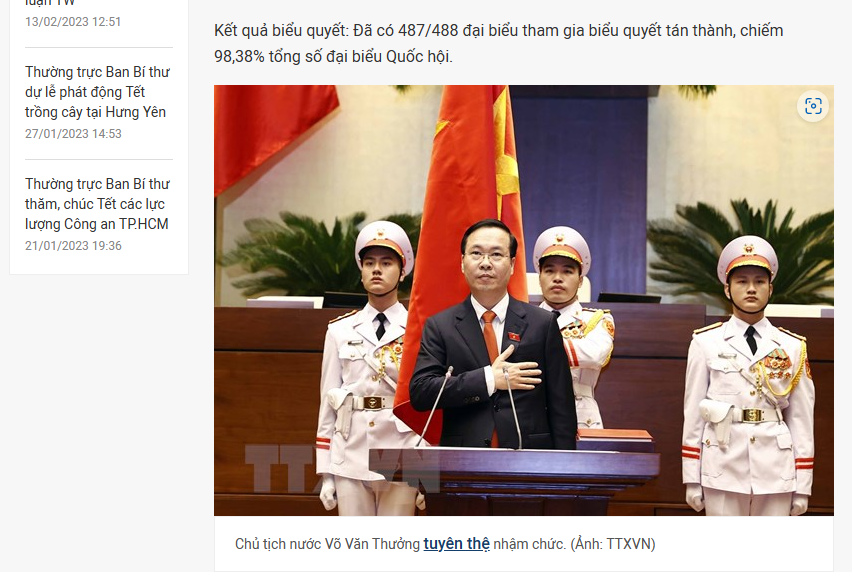 luận TW
13/02/2023 12:51
Thường trực Ban Bí thư
dự lễ phát động Tết
trồng cây tại Hưng Yên
27/01/2023 14:53
Thường trực Ban Bí thư
thăm, chúc Tết các lực
lượng Công an TP.HCM
21/01/2023 19:36
Kết quả biểu quyết: Đã có 487/488 đại biểu tham gia biểu quyết tán thành, chiếm
98,38% tổng số đại biểu Quốc hội.
TTXVN
Chủ tịch nước Võ Văn Thưởng tuyên thệ nhậm chức. (Ảnh: TTXVN)